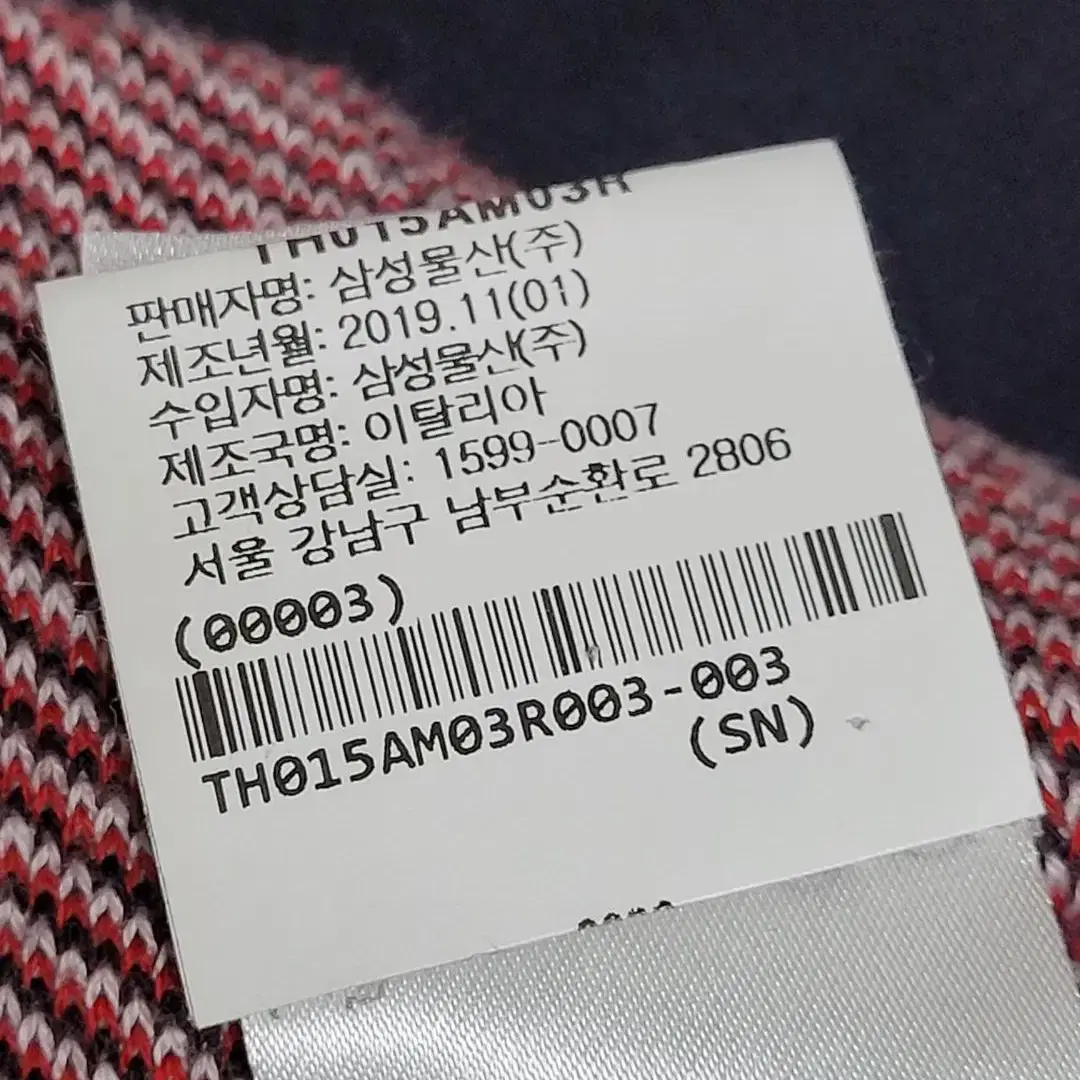 TH015AM03R
판매자명: 삼성물산(주)
제조년월: 2019.11(01)
수입자명: 삼성물산(주)
제조국명: 이탈리아
고객상담실: 1599-0007
서울 강남구 남부순환로 2806
(00003)
TH015AM03R003-003
(SN)